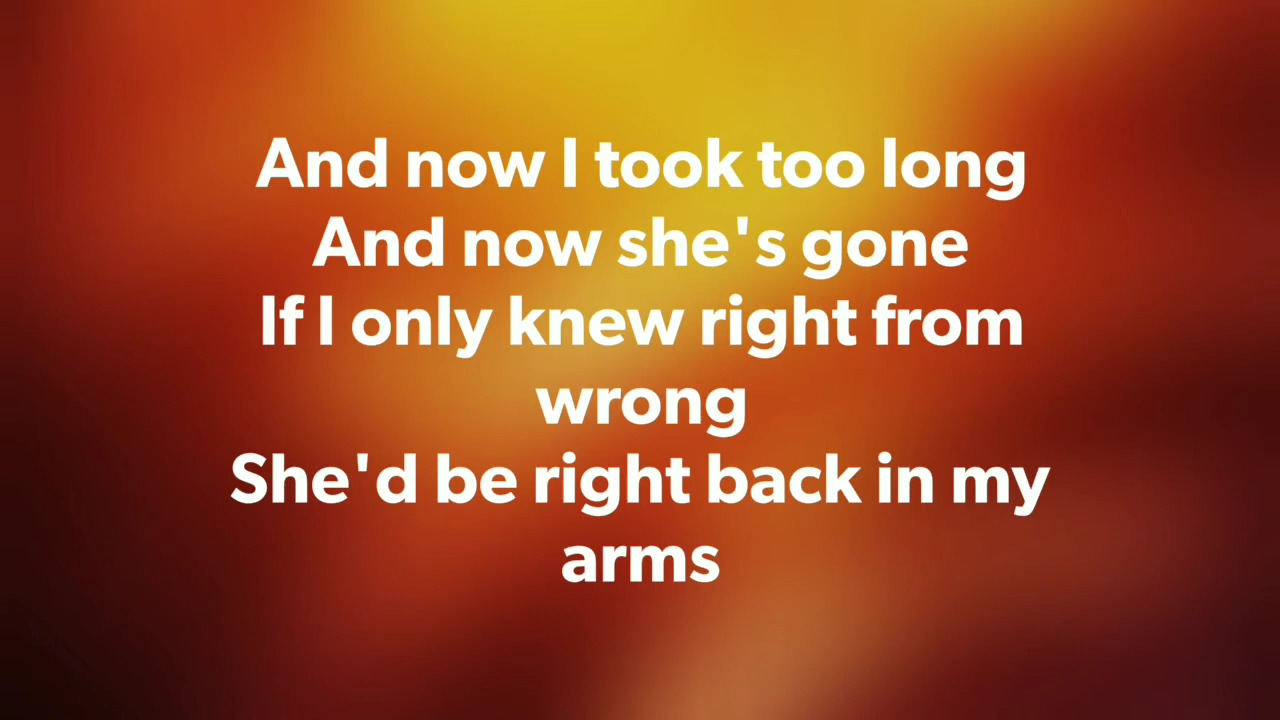 And now I took too long
And now she's gone
If I only knew right from
wrong
She'd be right back in my
arms